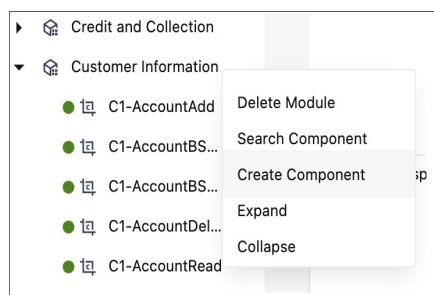 Credit and Collection
Customer Information
C1-AccountAdd
C1-AccountBS...
C1-AccountBS...
C1-AccountDel...
C1-AccountRead
Delete Module
Search Component
Create Component
Expand
Collapse
sp